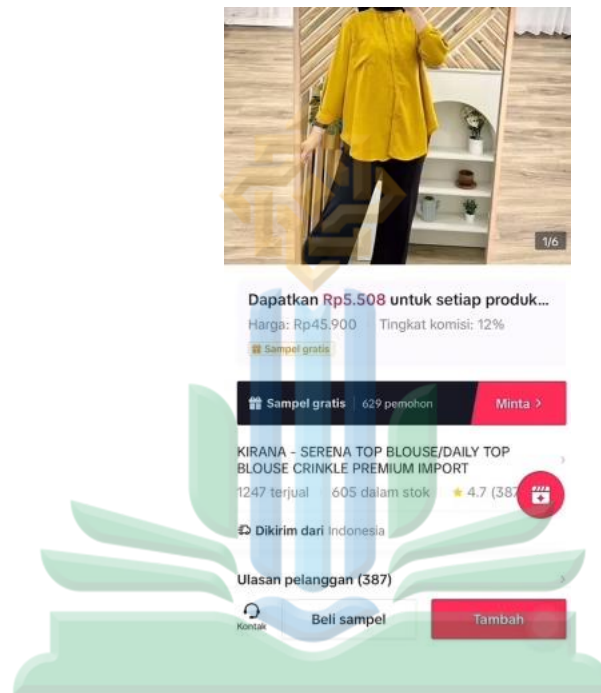 1/6
Dapatkan Rp5.508 untuk setiap produk...
Harga: Rp45.900 Tingkat komisi: 12%
Sampel gratis
Sampel gratis 629 pemohon Minta >
KIRANA - SERENA TOP BLOUSE/DAILY TOP
BLOUSE CRINKLE PREMIUM IMPORT
1247 terjual 605 dalam stok 4.7 (387
Dikirim dari Indonesia
Ulasan pelanggan (387)
Kontak Beli sampel Tambah